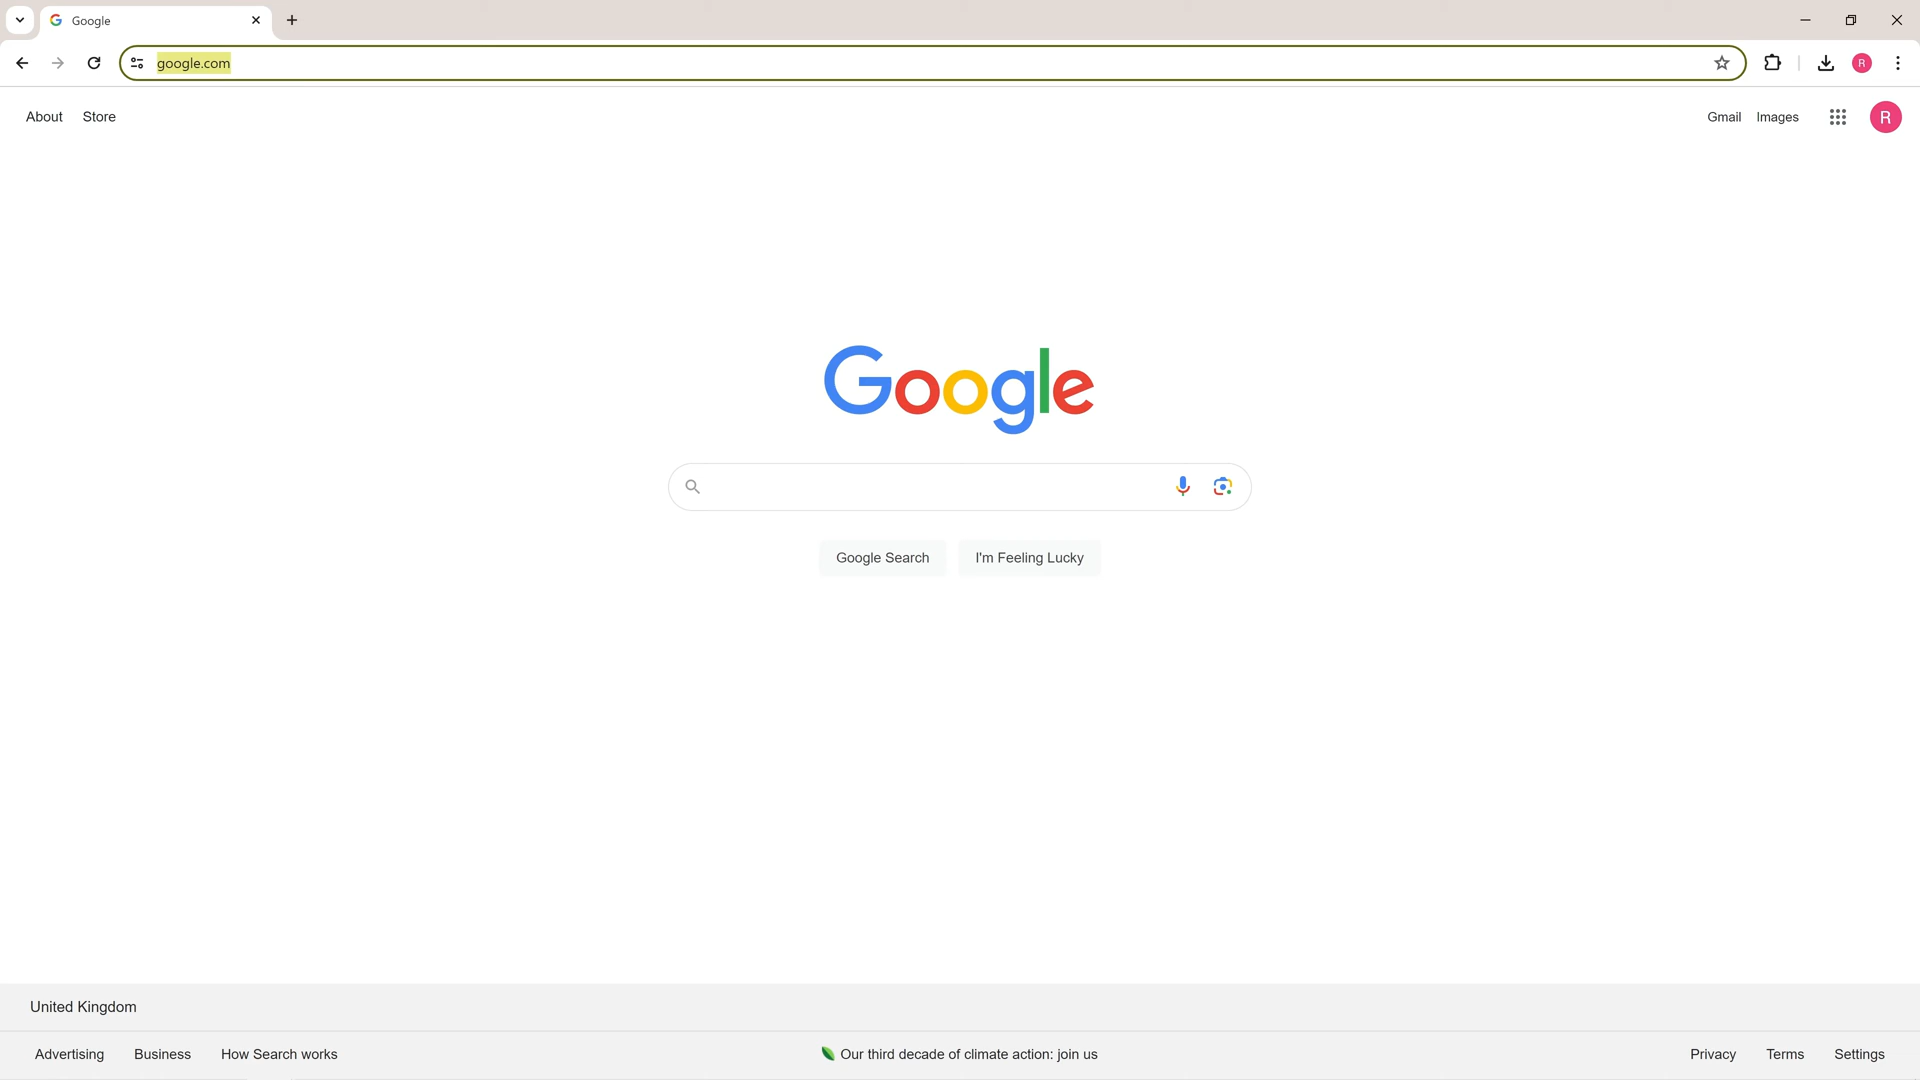 Google
google.com
R
About
Store
Gmail
Images
R
Google
Google Search
I'm Feeling Lucky
United Kingdom
Advertising
Business
How Search works
Our third decade of climate action: join us
Privacy
Terms
Settings